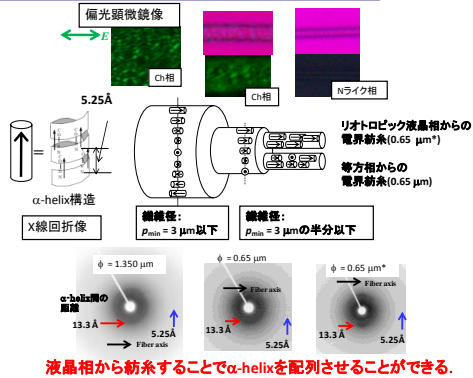 偏光顕微鏡像
E
Ch相
Ch相
Nライク相
5.25Å
=
α-helix構造
リオトロピック液晶相からの
電界紡糸(0.65 μm*)
等方相からの
電界紡糸(0.65 μm)
X線回折像
繊維径：
pmin = 3 μm以下
繊維径：
pmin = 3 μmの半分以下
ϕ = 1.350 μm
ϕ = 0.65 μm
ϕ = 0.65 μm*
α-helix間の
距離
13.3 Å
Fiber axis
5.25Å
13.3 Å
Fiber axis
5.25Å
13.3 Å
Fiber axis
5.25Å
液晶相から紡糸することでα-helixを配列させることができる.